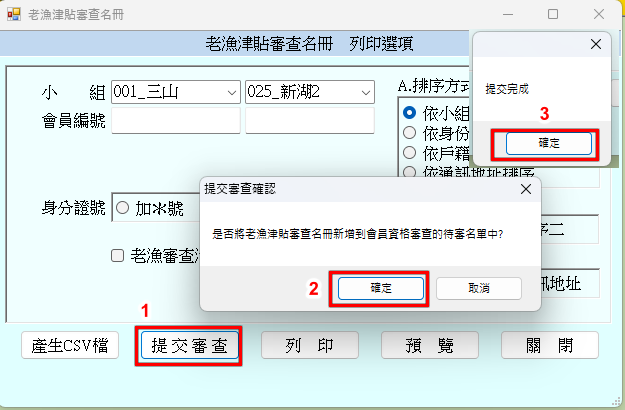 老漁津貼審查名冊
老漁津貼審查名冊 列印選項
小 組 001_三山 025_新湖2
會員編號
A.排序方式
依小組
依身份
依戶籍
依通訊地址排序
身分證號 加米號
老漁審查
序二
訊地址
提交完成
3
確定
提交審查確認
是否將老漁津貼審查名冊新增到會員資格審查的待審名單中?
2
確定 取消
1
產生CSV檔 提交審查 列 印 預 覽 關 閉